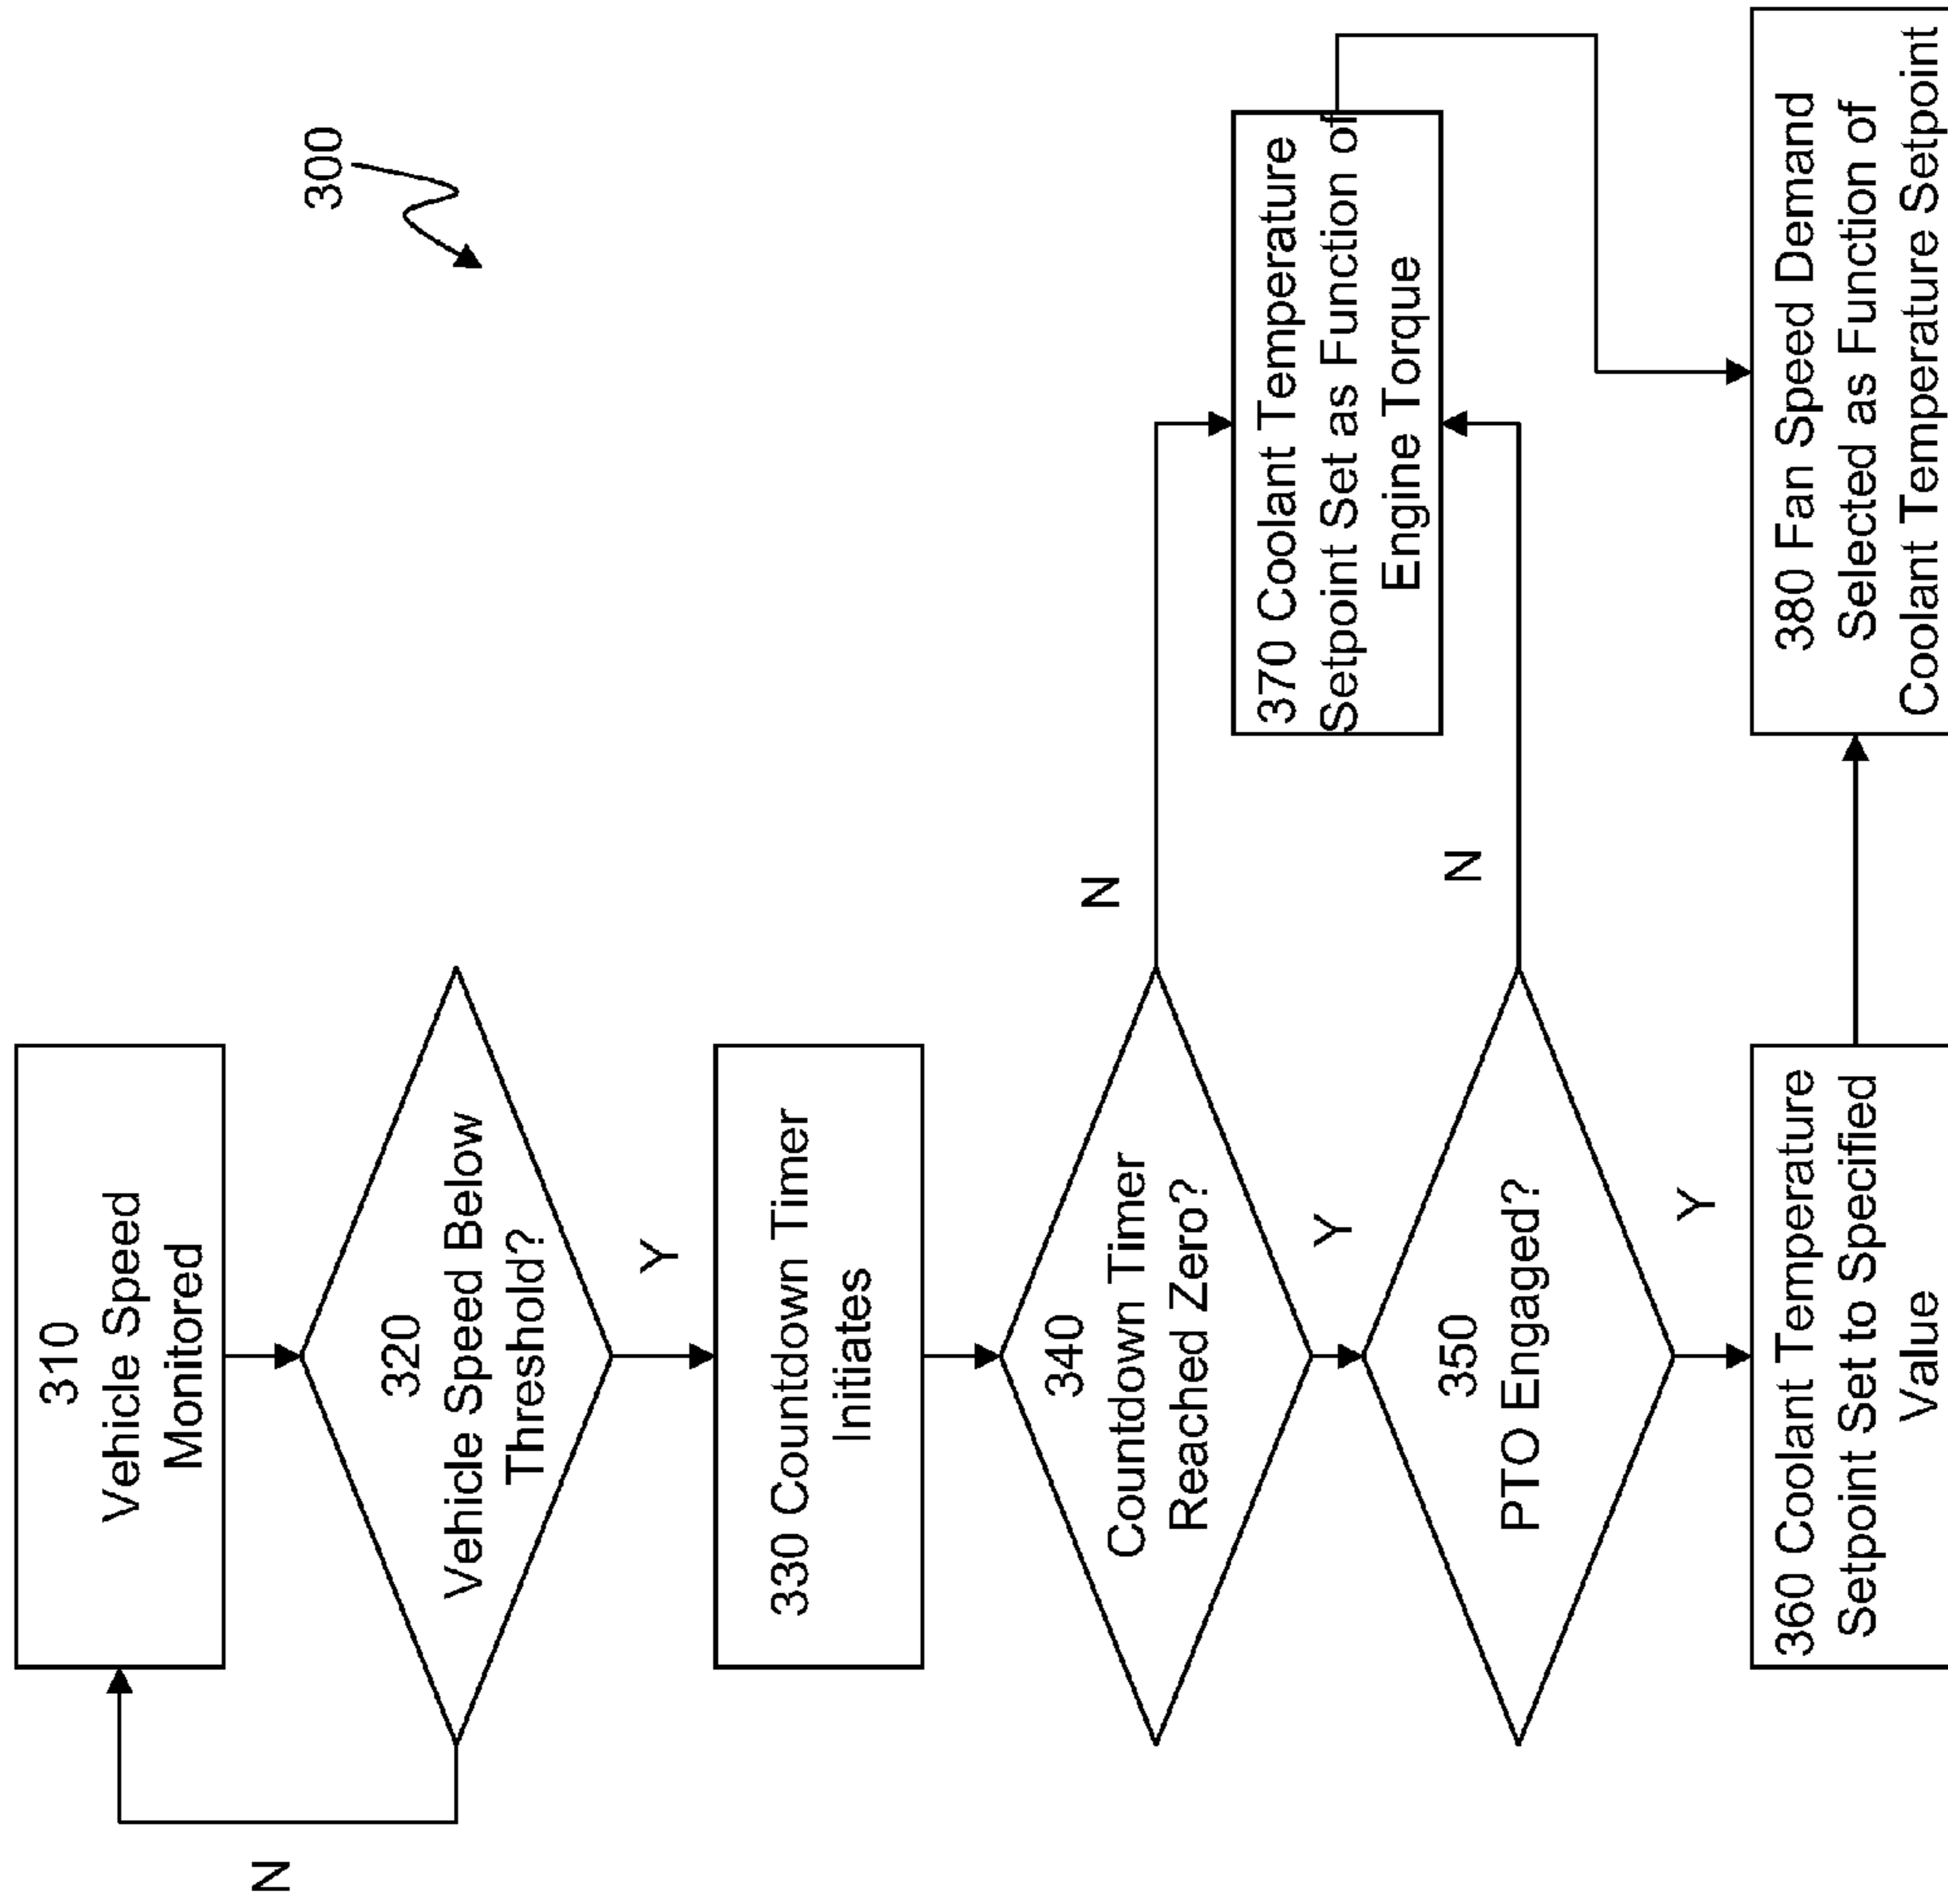 300
310
Vehicle Speed
Monitored
320
Vehicle Speed Below
Threshold?
N
Y
330 Countdown Timer
Initiates
340
Countdown Timer
Reached Zero?
N
Y
350
PTO Engaged?
N
Y
360 Coolant Temperature
Setpoint Set to Specified
Value
370 Coolant Temperature
Setpoint Set as Function of
Engine Torque
380 Fan Speed Demand
Selected as Function of
Coolant Temperature Setpoint